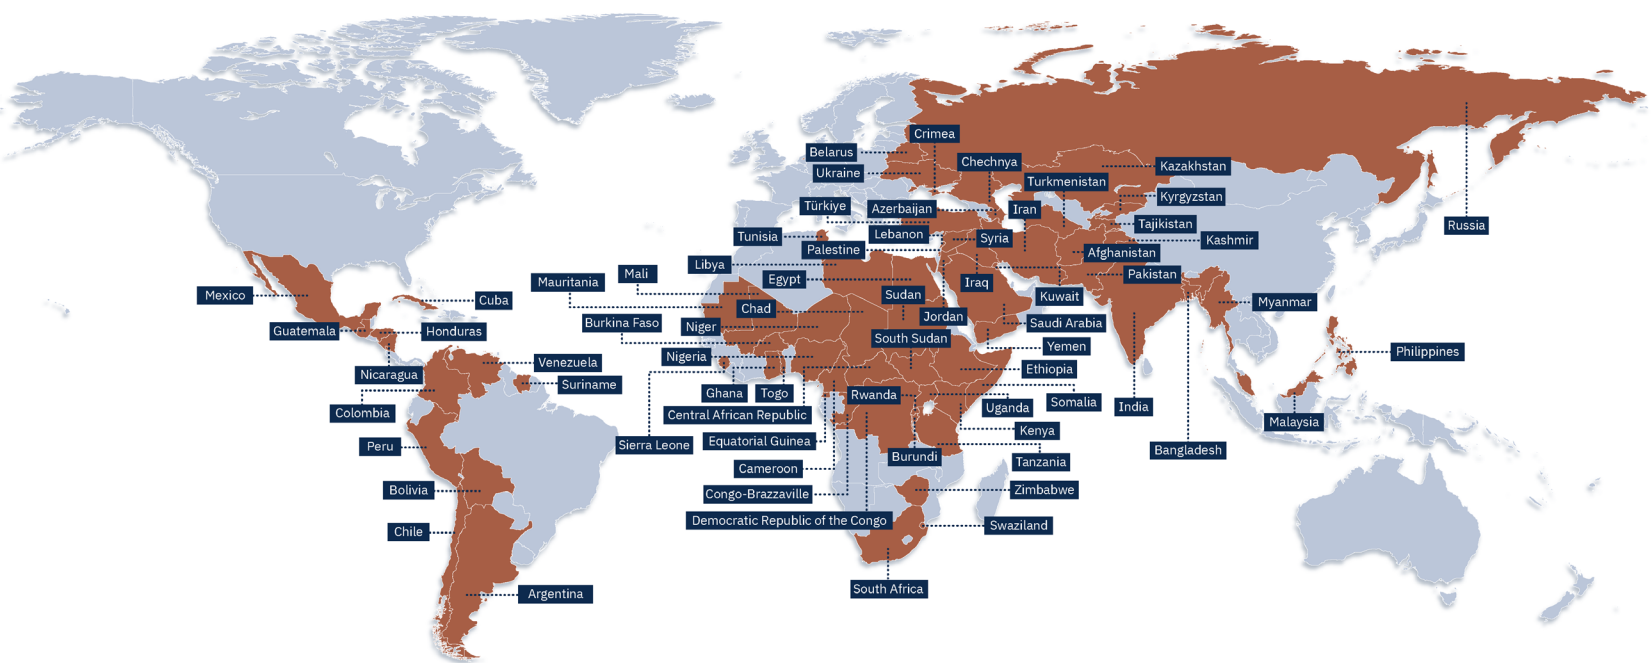 Crimea
Belarus
Chechnya
Kazakhstan
Ukraine
Turkmenistan
Kyrgyzstan
Türkiye
Azerbaijan
Iran
Tajikistan
Russia
Tunisia
Lebanon
Syria
Kashmir
Palestine
Afghanistan
Libya
Pakistan
Mali
Egypt
Iraq
Mauritania
Mexico
Cuba
Sudan
Kuwait
Myanmar
Chad
Jordan
Burkina Faso
Niger
Saudi Arabia
Guatemala
Honduras
South Sudan
Yemen
Nigeria
Philippines
Venezuela
Ethiopia
Nicaragua
Suriname
Ghana
Togo
Rwanda
Somalia
Uganda
India
Colombia
Central African Republic
Malaysia
Kenya
Peru
Sierra Leone
Equatorial Guinea
Bangladesh
Burundi
Tanzania
Cameroon
Bolivia
Congo-Brazzaville
Zimbabwe
Democratic Republic of the Congo
Swaziland
Chile
South Africa
Argentina